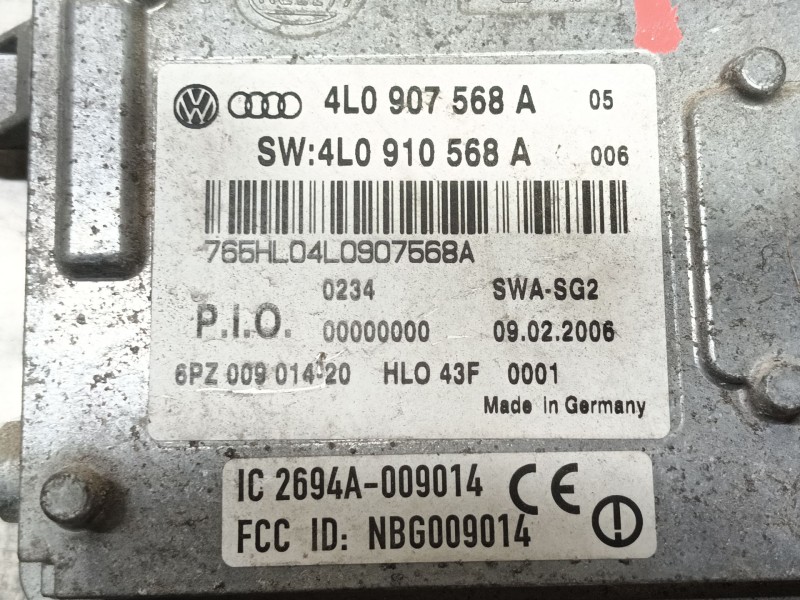 4L0 907 568 A 05
SW:4L0 910 568 A 006
765HL04L0907568A
0234 SWA-SG2
P.I.O. 00000000 09.02.2006
6PZ 009 014-20 HLO 43F 0001
Made in Germany
IC 2694A-009014 CE
FCC ID: NBG009014